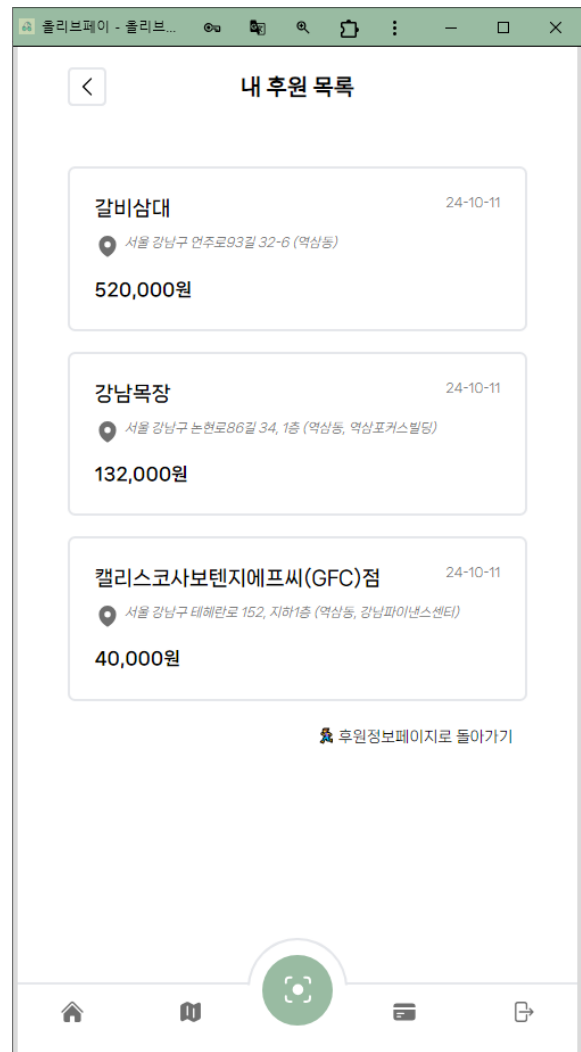 올리브페이 - 올리브...
내 후원 목록
갈비삼대
24-10-11
서울 강남구 언주로93길 32-6 (역삼동)
520,000원
강남목장
24-10-11
서울 강남구 논현로86길 34, 1층 (역삼동, 역삼포커스빌딩)
132,000원
캘리스코사보텐지에프씨(GFC)점
24-10-11
서울 강남구 테헤란로 152, 지하1층 (역삼동, 강남파이낸스센터)
40,000원
후원정보페이지로 돌아가기